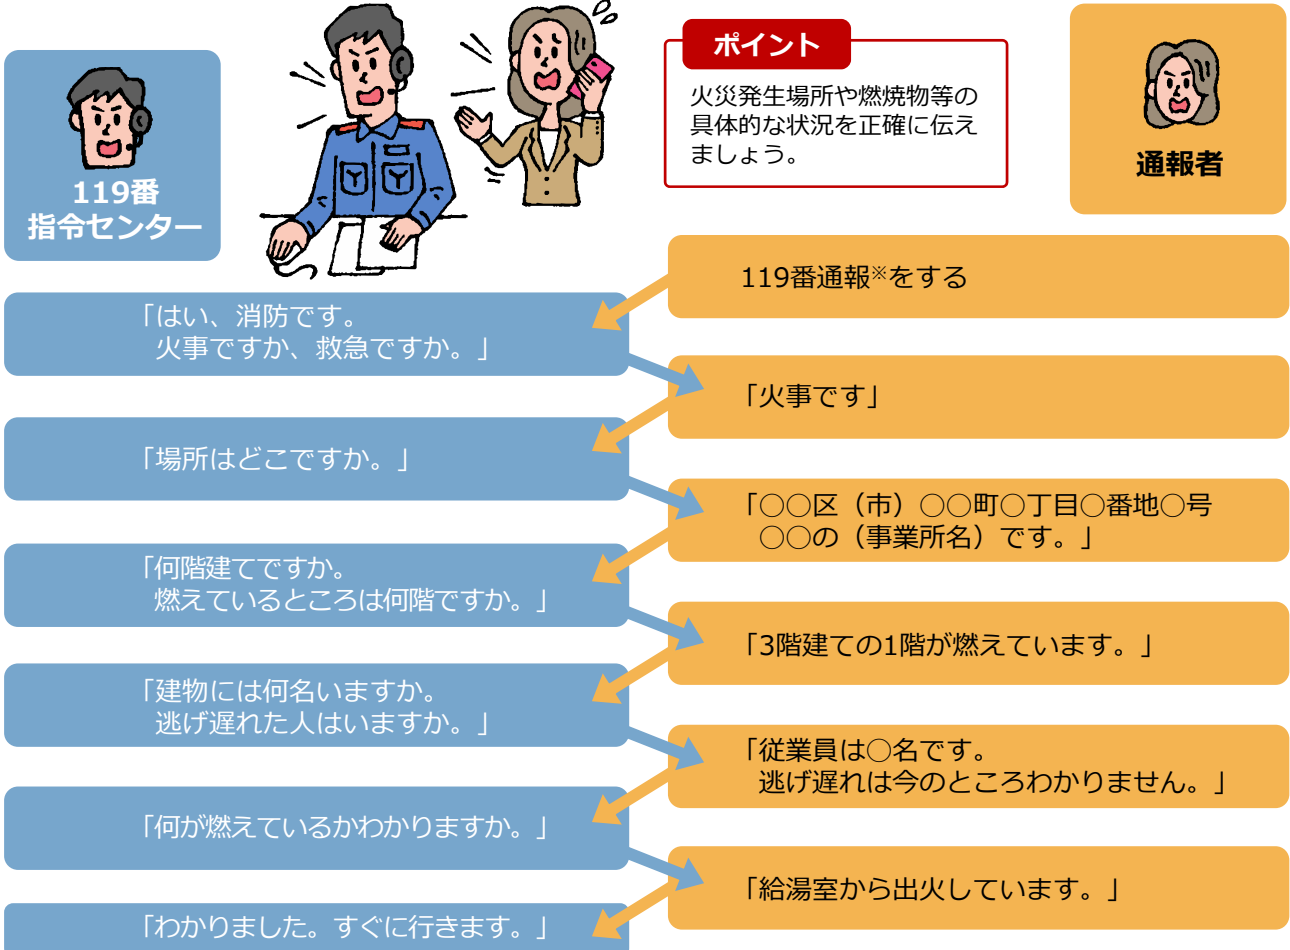 119番
指令センター
ポイント
火災発生場所や燃焼物等の
具体的な状況を正確に伝え
ましょう。
通報者
119番通報※をする
「はい、消防です。
火事ですか、救急ですか。」
「火事です」
「場所はどこですか。」
「○○区（市）○○町○丁目○番地○号
○○の（事業所名）です。」
「何階建てですか。
燃えているところは何階ですか。」
「3階建ての1階が燃えています。」
「建物には何名いますか。
逃げ遅れた人はいますか。」
「従業員は○名です。
逃げ遅れは今のところわかりません。」
「何が燃えているかわかりますか。」
「給湯室から出火しています。」
「わかりました。すぐに行きます。」